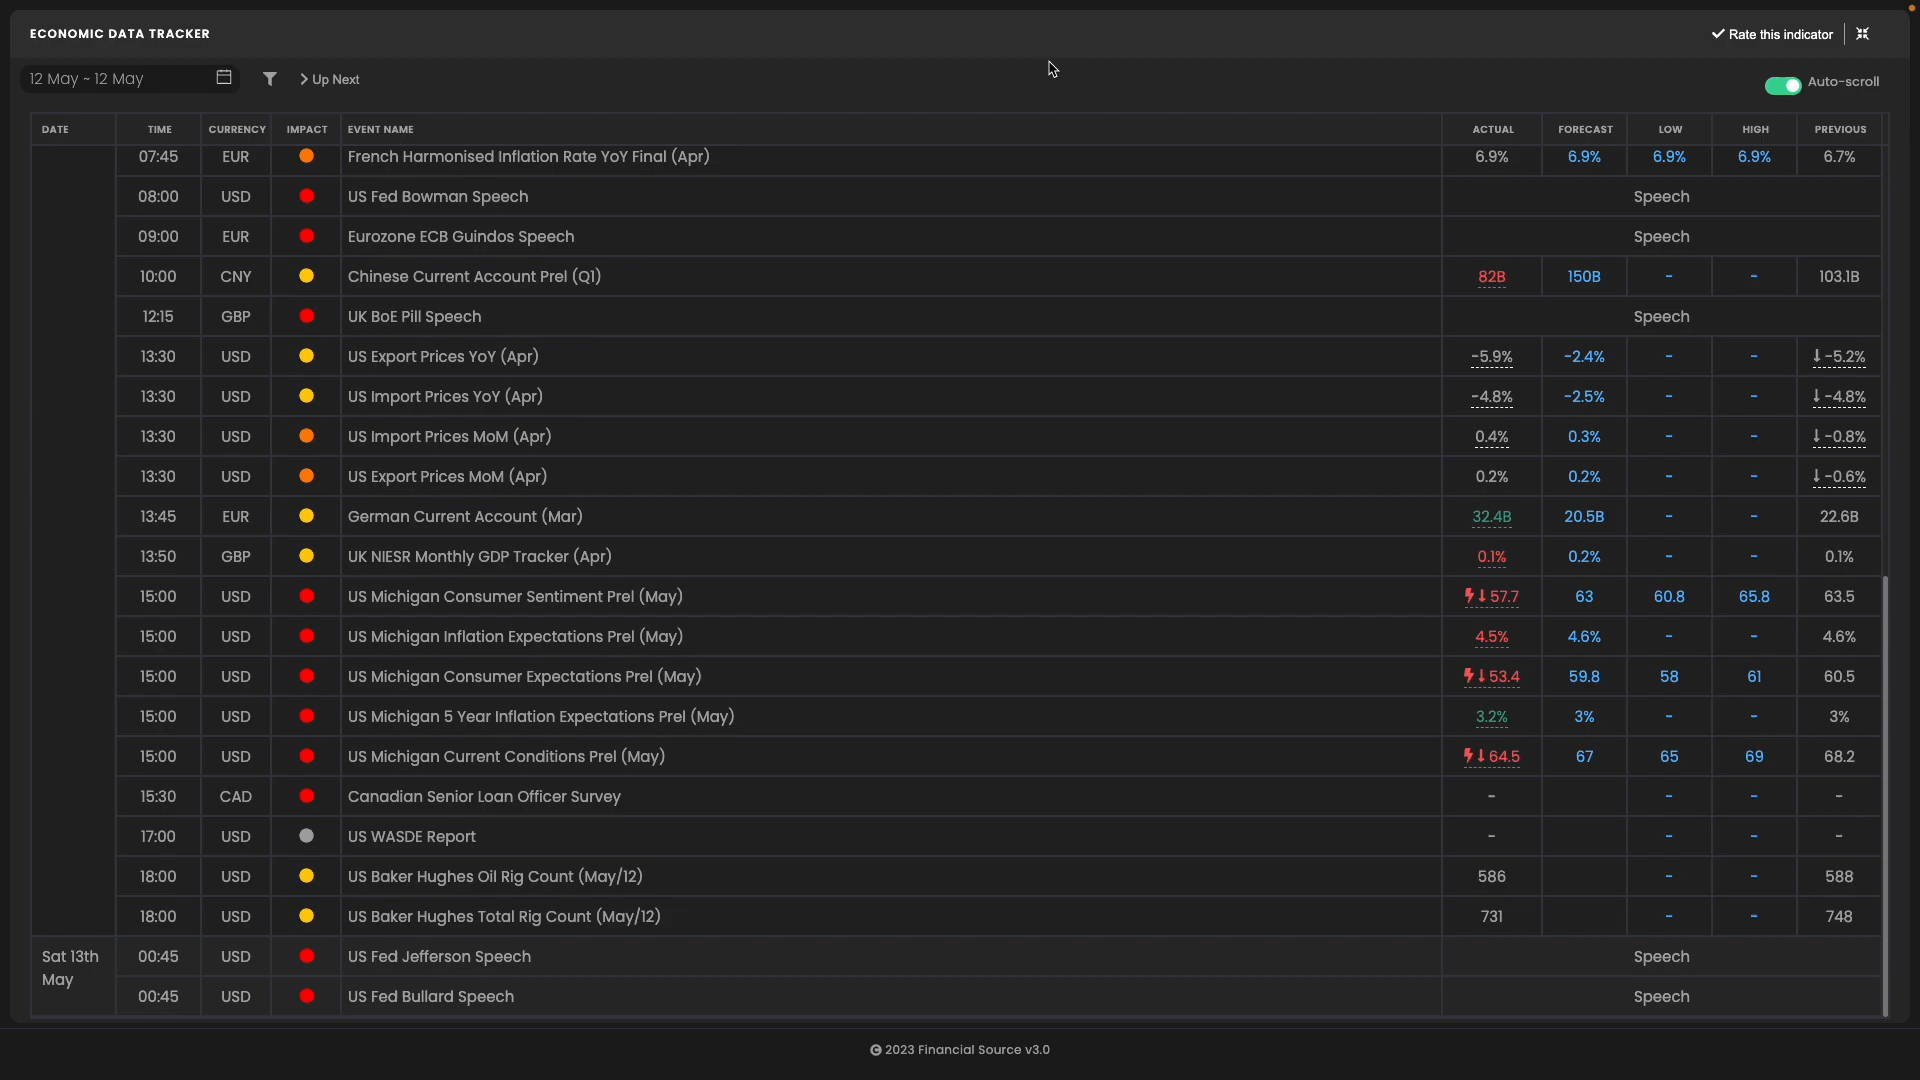 ECONOMIC DATA TRACKER
Rate this indicator
12 May ~ 12 May
Up Next
Auto-scroll
DATE TIME CURRENCY IMPACT EVENT NAME ACTUAL FORECAST LOW HIGH PREVIOUS
07:45 EUR French Harmonised Inflation Rate YoY Final (Apr) 6.9% 6.9% 6.9% 6.9% 6.7%
08:00 USD US Fed Bowman Speech Speech
09:00 EUR Eurozone ECB Guindos Speech Speech
10:00 CNY Chinese Current Account Prel (Q1) 82B 150B - - 103.1B
12:15 GBP UK BoE Pill Speech Speech
13:30 USD US Export Prices YoY (Apr) -5.9% -2.4% - - ↓ -5.2%
13:30 USD US Import Prices YoY (Apr) -4.8% -2.5% - - ↓ -4.8%
13:30 USD US Import Prices MoM (Apr) 0.4% 0.3% - - ↓ -0.8%
13:30 USD US Export Prices MoM (Apr) 0.2% 0.2% - - ↓ -0.6%
13:45 EUR German Current Account (Mar) 32.4B 20.5B - - 22.6B
13:50 GBP UK NIESR Monthly GDP Tracker (Apr) 0.1% 0.2% - - 0.1%
15:00 USD US Michigan Consumer Sentiment Prel (May) ↓ 57.7 63 60.8 65.8 63.5
15:00 USD US Michigan Inflation Expectations Prel (May) 4.5% 4.6% - - 4.6%
15:00 USD US Michigan Consumer Expectations Prel (May) ↓ 53.4 59.8 58 61 60.5
15:00 USD US Michigan 5 Year Inflation Expectations Prel (May) 3.2% 3% - - 3%
15:00 USD US Michigan Current Conditions Prel (May) ↓ 64.5 67 65 69 68.2
15:30 CAD Canadian Senior Loan Officer Survey - - - -
17:00 USD US WASDE Report - - - -
18:00 USD US Baker Hughes Oil Rig Count (May/12) 586 - - 588
18:00 USD US Baker Hughes Total Rig Count (May/12) 731 - - 748
Sat 13th May 00:45 USD US Fed Jefferson Speech Speech
00:45 USD US Fed Bullard Speech Speech
© 2023 Financial Source v3.0